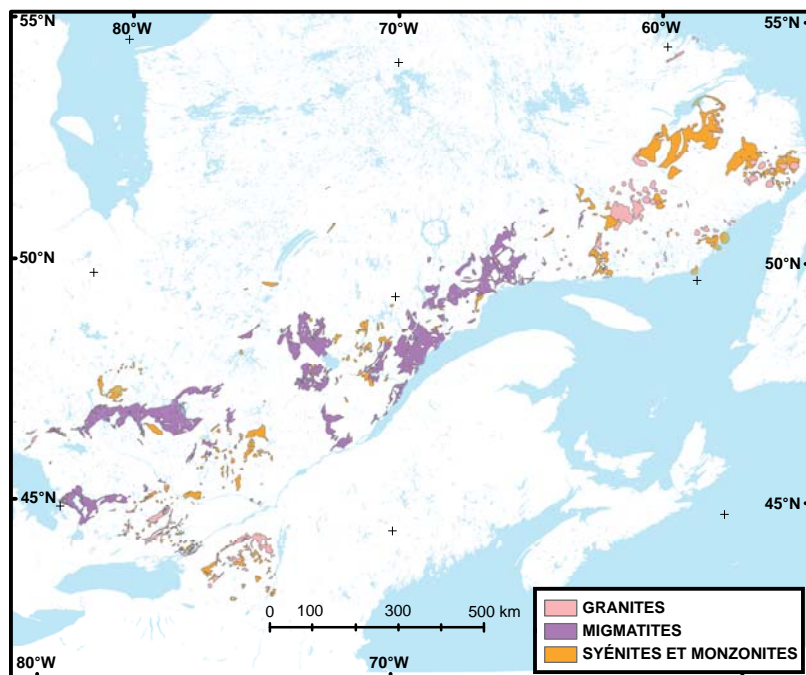 80°W 70°W 60°W
55°N 55°N
50°N 50°N
45°N 45°N
0 100 300 500 km
GRANITES
MIGMATITES
SYÉNITES ET MONZONITES
80°W 70°W